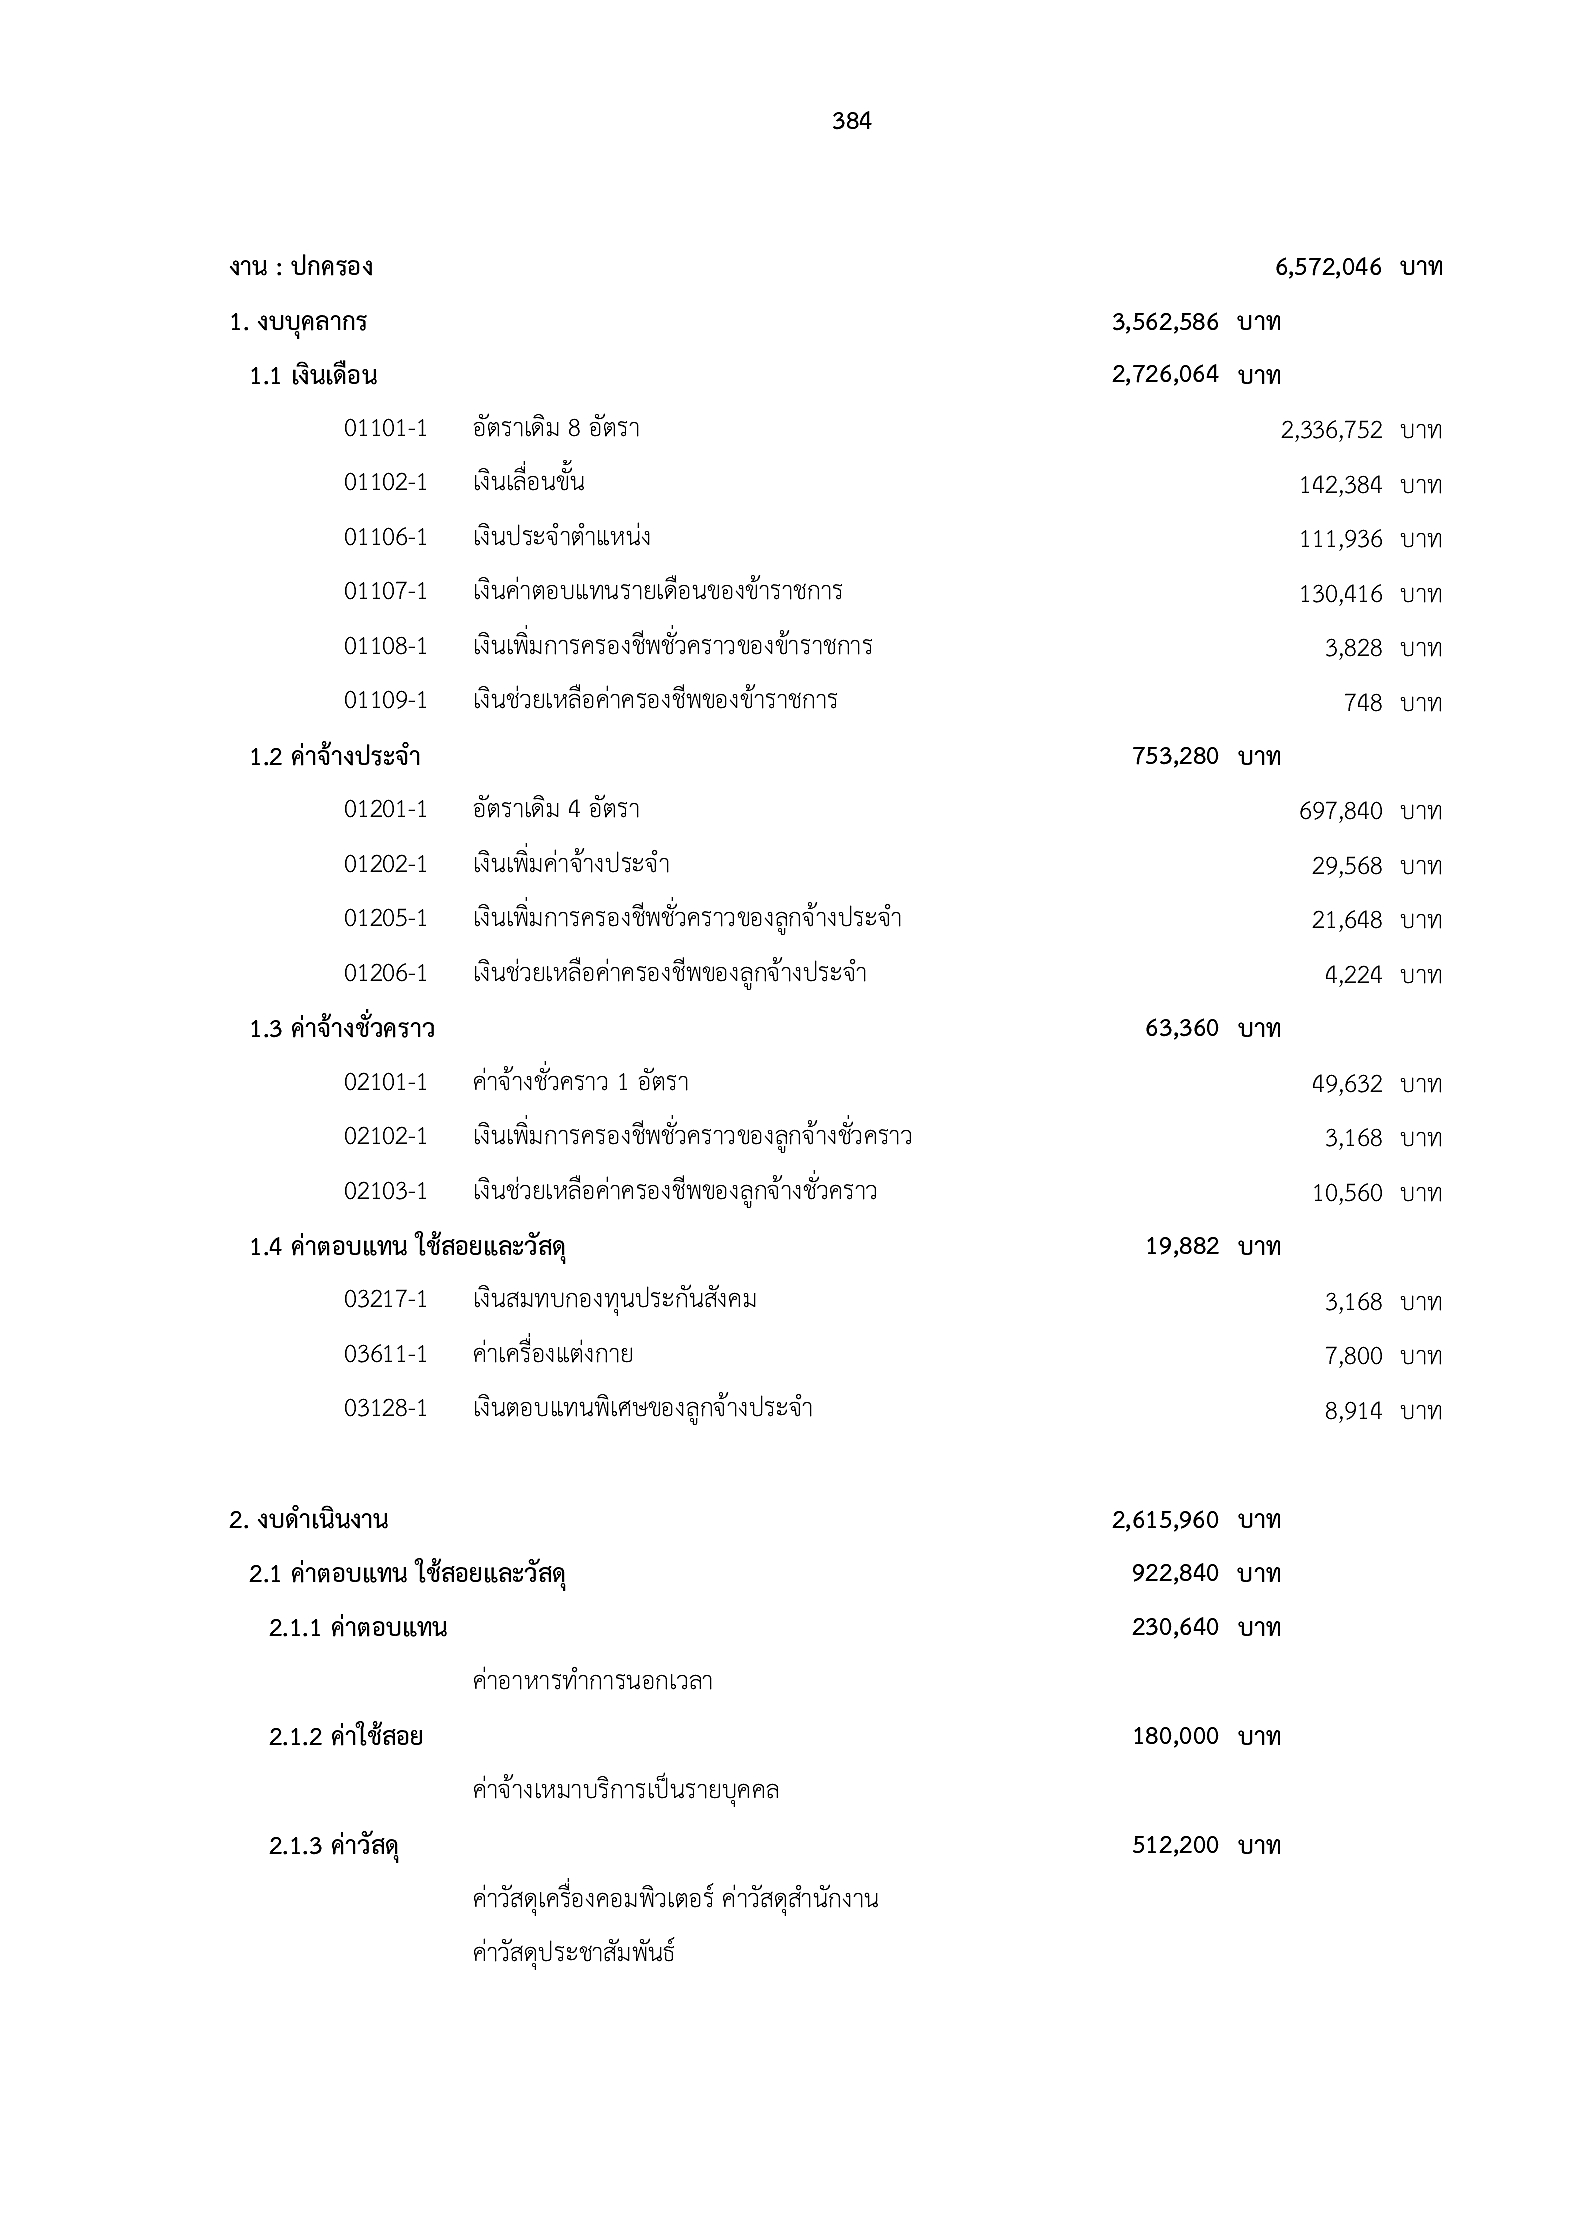 384
งาน : ปกครอง 6,572,046 บาท
1. งบบุคลากร 3,562,586 บาท
1.1 เงินเดือน 2,726,064 บาท
01101-1 อัตราเดิม 8 อัตรา 2,336,752 บาท
01102-1 เงินเลื่อนขั้น 142,384 บาท
01106-1 เงินประจำตำแหน่ง 111,936 บาท
01107-1 เงินค่าตอบแทนรายเดือนของข้าราชการ 130,416 บาท
01108-1 เงินเพิ่มการครองชีพชั่วคราวของข้าราชการ 3,828 บาท
01109-1 เงินช่วยเหลือค่าครองชีพของข้าราชการ 748 บาท
1.2 ค่าจ้างประจำ 753,280 บาท
01201-1 อัตราเดิม 4 อัตรา 697,840 บาท
01202-1 เงินเพิ่มค่าจ้างประจำ 29,568 บาท
01205-1 เงินเพิ่มการครองชีพชั่วคราวของลูกจ้างประจำ 21,648 บาท
01206-1 เงินช่วยเหลือค่าครองชีพของลูกจ้างประจำ 4,224 บาท
1.3 ค่าจ้างชั่วคราว 63,360 บาท
02101-1 ค่าจ้างชั่วคราว 1 อัตรา 49,632 บาท
02102-1 เงินเพิ่มการครองชีพชั่วคราวของลูกจ้างชั่วคราว 3,168 บาท
02103-1 เงินช่วยเหลือค่าครองชีพของลูกจ้างชั่วคราว 10,560 บาท
1.4 ค่าตอบแทน ใช้สอยและวัสดุ 19,882 บาท
03217-1 เงินสมทบกองทุนประกันสังคม 3,168 บาท
03611-1 ค่าเครื่องแต่งกาย 7,800 บาท
03128-1 เงินตอบแทนพิเศษของลูกจ้างประจำ 8,914 บาท
2. งบดำเนินงาน 2,615,960 บาท
2.1 ค่าตอบแทน ใช้สอยและวัสดุ 922,840 บาท
2.1.1 ค่าตอบแทน 230,640 บาท
ค่าอาหารทำการนอกเวลา
2.1.2 ค่าใช้สอย 180,000 บาท
ค่าจ้างเหมาบริการเป็นรายบุคคล
2.1.3 ค่าวัสดุ 512,200 บาท
ค่าวัสดุเครื่องคอมพิวเตอร์ ค่าวัสดุสำนักงาน
ค่าวัสดุประชาสัมพันธ์